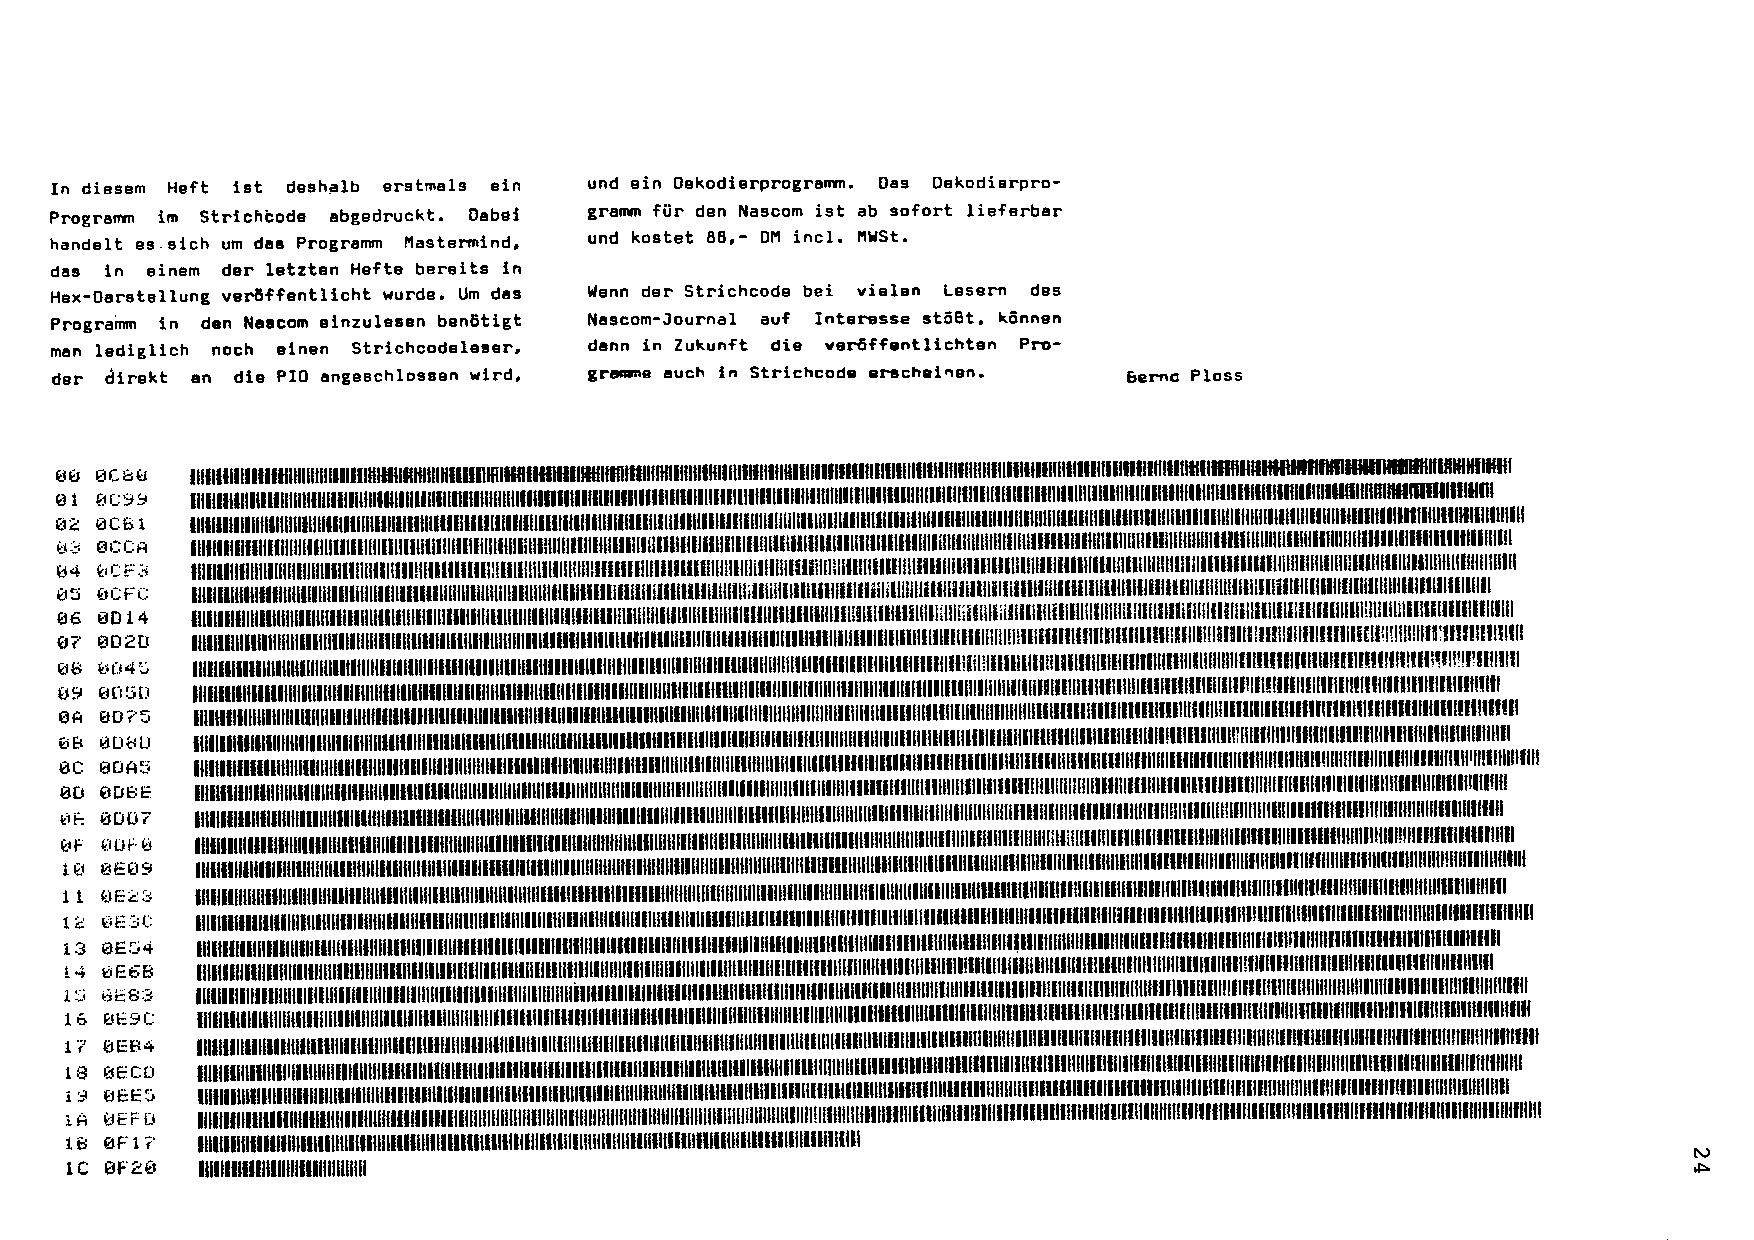 In diesem Heft ist deshalb erstmals ein
Programm im Strichcode abgedruckt. Dabei
handelt es sich um das Programm Mastermind,
das in einem der letzten Hefte bereits in
Hex-Darstellung veröffentlicht wurde. Um das
Programm in den Nascom einzulesen benötigt
man lediglich noch einen Strichcodeleser,
der direkt an die PIO angeschlossen wird,
und ein Dekodierprogramm. Das Dekodierpro-
gramm für den Nascom ist ab sofort lieferbar
und kostet 88,- DM incl. MWSt.
Wenn der Strichcode bei vielen Lesern des
Nascom-Journal auf Interesse stößt, können
dann in Zukunft die veröffentlichten Pro-
gramme auch in Strichcode erscheinen.
Bernd Ploss
00 0C80
01 0C99
02 0CB1
03 0CCA
04 0CE3
05 0CFC
06 0D14
07 0D2D
08 0D45
09 0D5D
0A 0D75
0B 0D8D
0C 0DA5
0D 0DBE
0E 0DD7
0F 0DF0
10 0E09
11 0E23
12 0E3C
13 0E54
14 0E6B
15 0E83
16 0E9C
17 0EB4
18 0ECD
19 0EE5
1A 0EFD
1B 0F17
1C 0F20
24